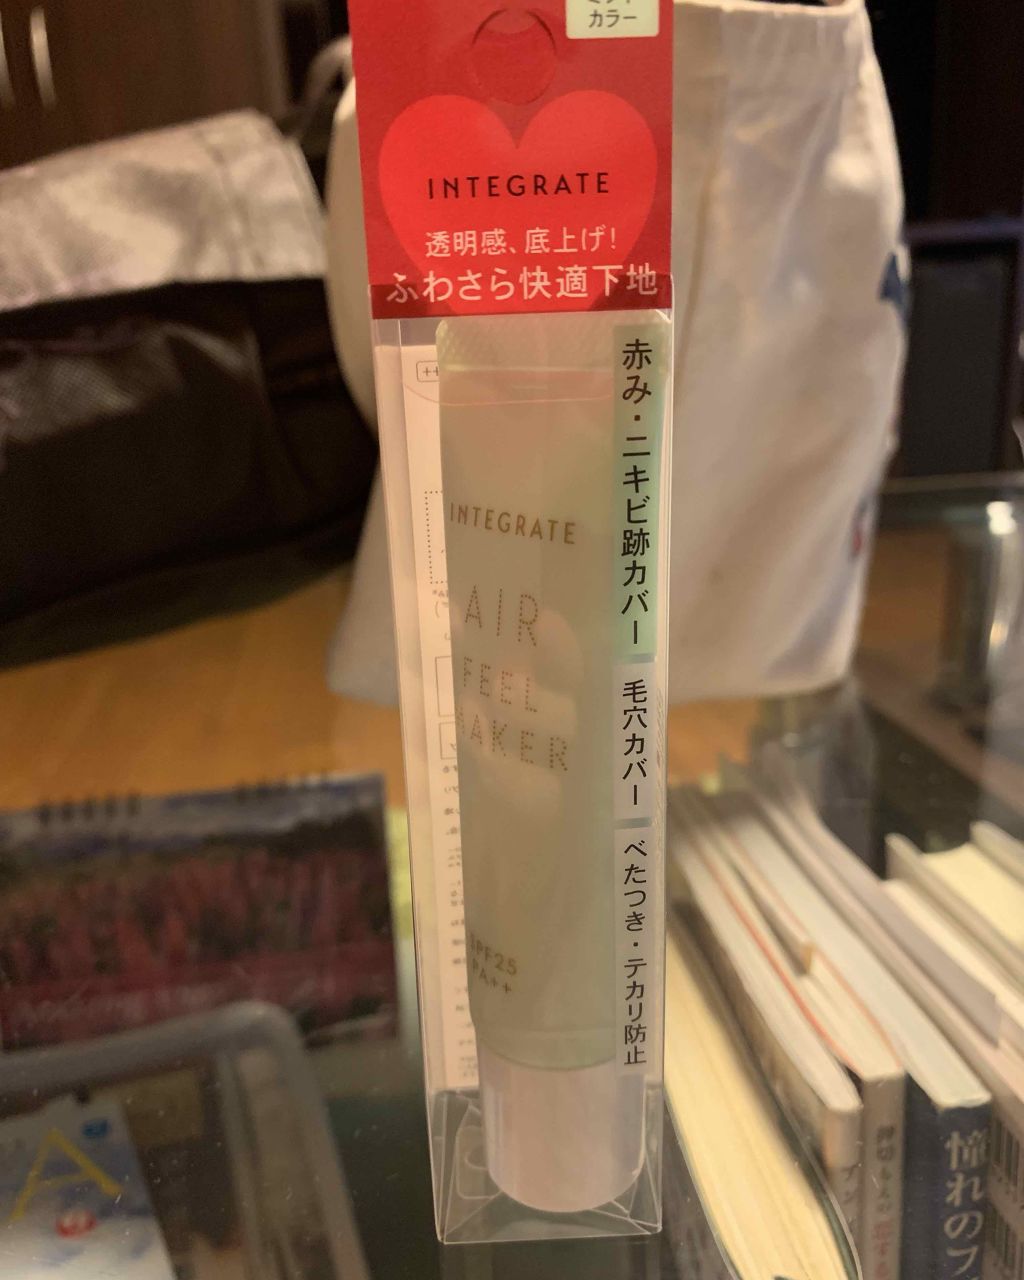 カラー
INTEGRATE
透明感、底上げ!
ふわさら快適下地
赤み・ニキビ跡カバー
毛穴カバー
べたつき・テカリ防止
INTEGRATE
AIR
FEEL
MAKER
SPF25
PA++
A
憧れのフ